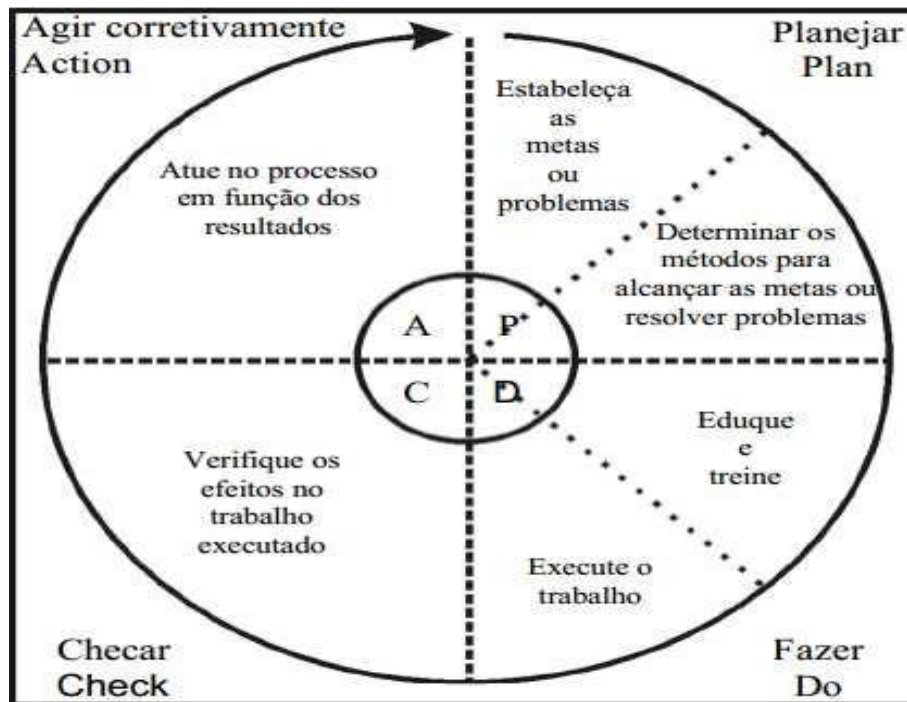 Agir corretivamente
Action
Planejar
Plan
Estabeleça
as
metas
ou
problemas
Atue no processo
em função dos
resultados
Determinar os
métodos para
alcançar as metas ou
resolver problemas
A
P
C
D
Eduque
e
treine
Verifique os
efeitos no
trabalho
executado
Execute o
trabalho
Checar
Check
Fazer
Do